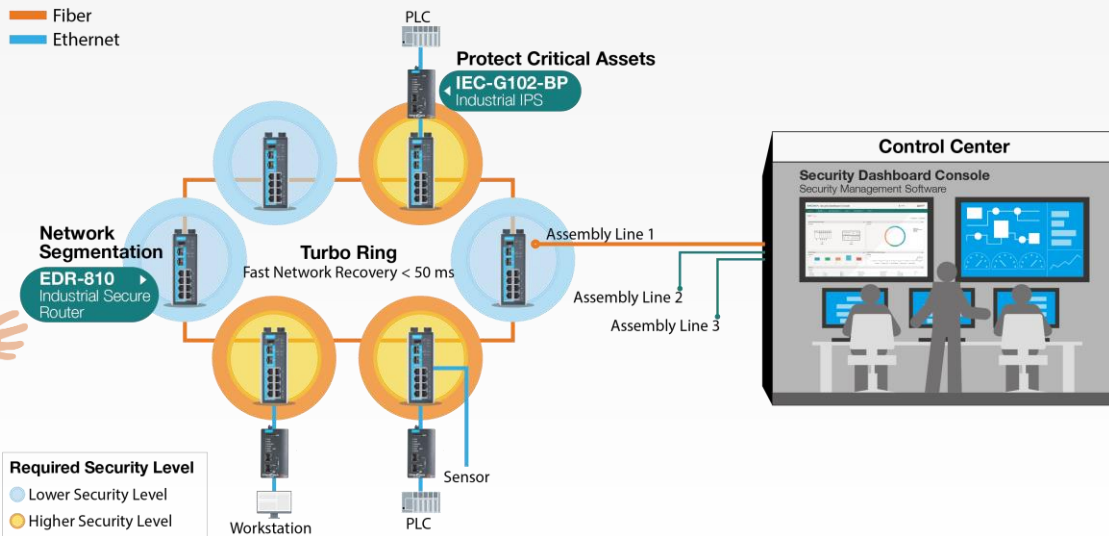 Fiber
Ethernet
PLC
Protect Critical Assets
IEC-G102-BP
Industrial IPS
Control Center
Security Dashboard Console
Security Management Software
Network
Segmentation
EDR-810
Industrial Secure
Router
Turbo Ring
Fast Network Recovery < 50 ms
Assembly Line 1
Assembly Line 2
Assembly Line 3
Required Security Level
Lower Security Level
Higher Security Level
Workstation
PLC
Sensor